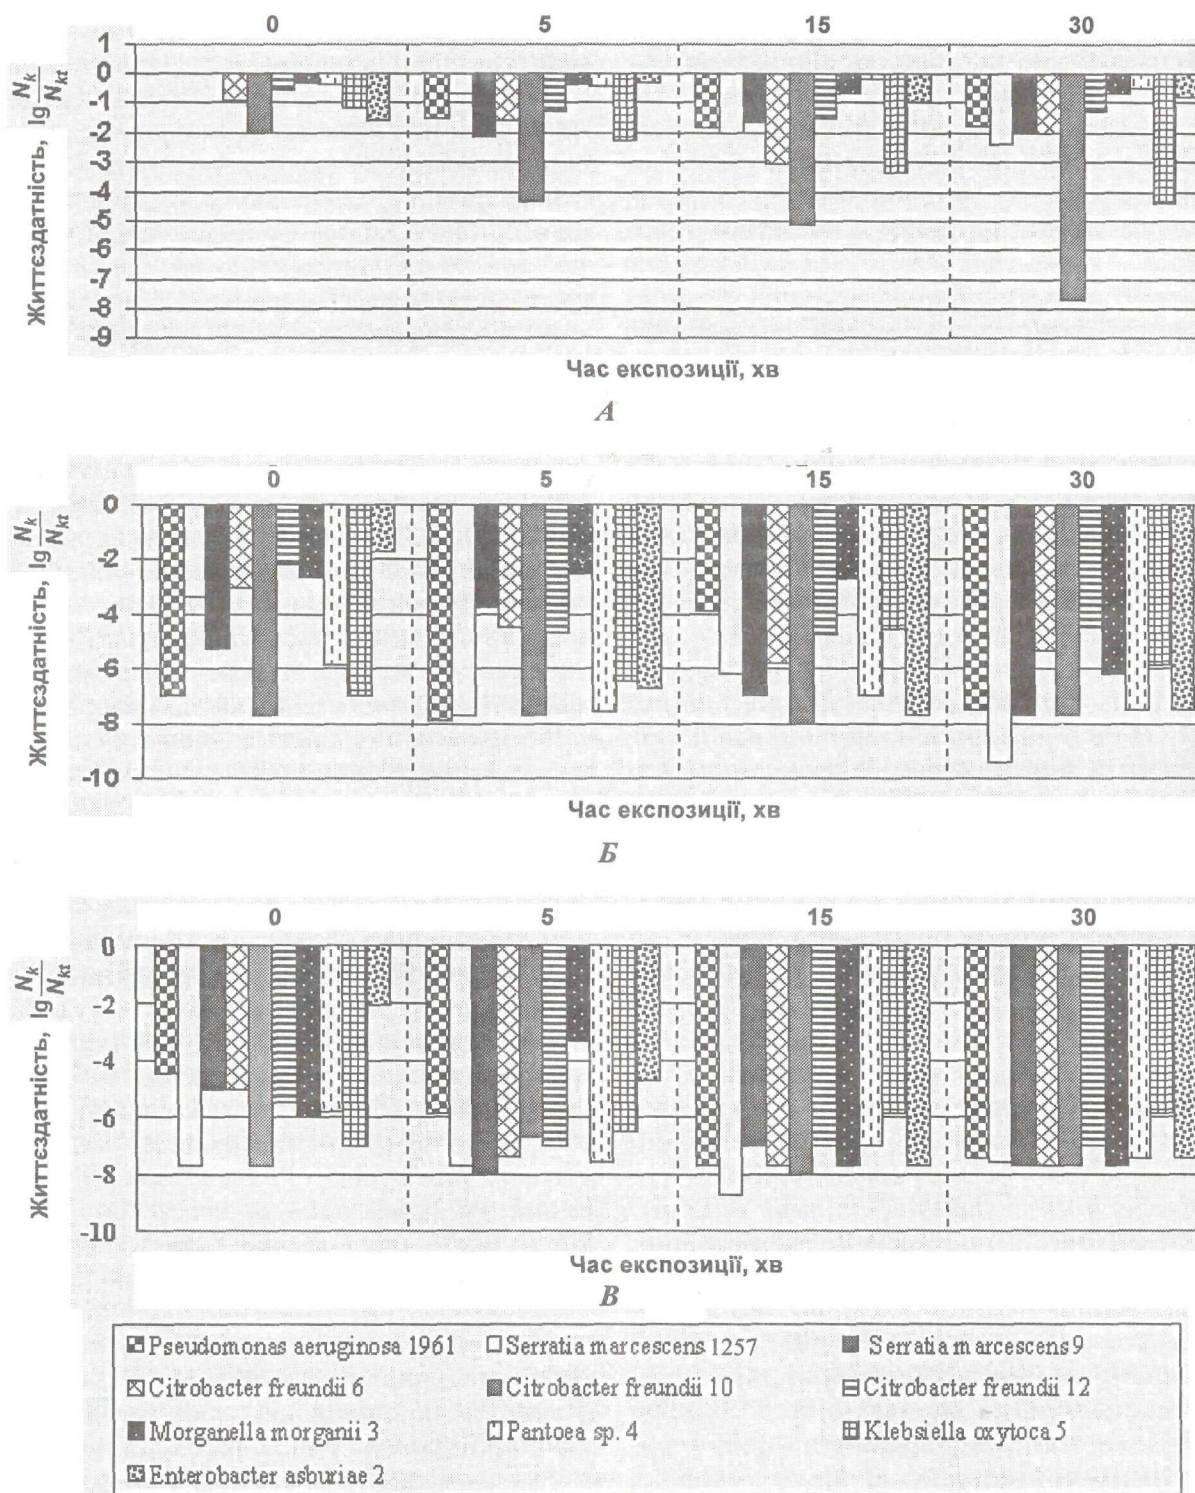 0 5 15 30
1
0
-1
-2
-3
-4
-5
-6
-7
-8
-9
Життєздатність, lg N_k / N_kt
Час експозиції, хв
А
0 5 15 30
0
-2
-4
-6
-8
-10
Життєздатність, lg N_k / N_kt
Час експозиції, хв
Б
0 5 15 30
0
-2
-4
-6
-8
-10
Життєздатність, lg N_k / N_kt
Час експозиції, хв
В
Pseudomonas aeruginosa 1961 Serratia marcescens 1257 Serratia marcescens 9
Citrobacter freundii 6 Citrobacter freundii 10 Citrobacter freundii 12
Morganella morganii 3 Pantoea sp. 4 Klebsiella oxytoca 5
Enterobacter asburiae 2